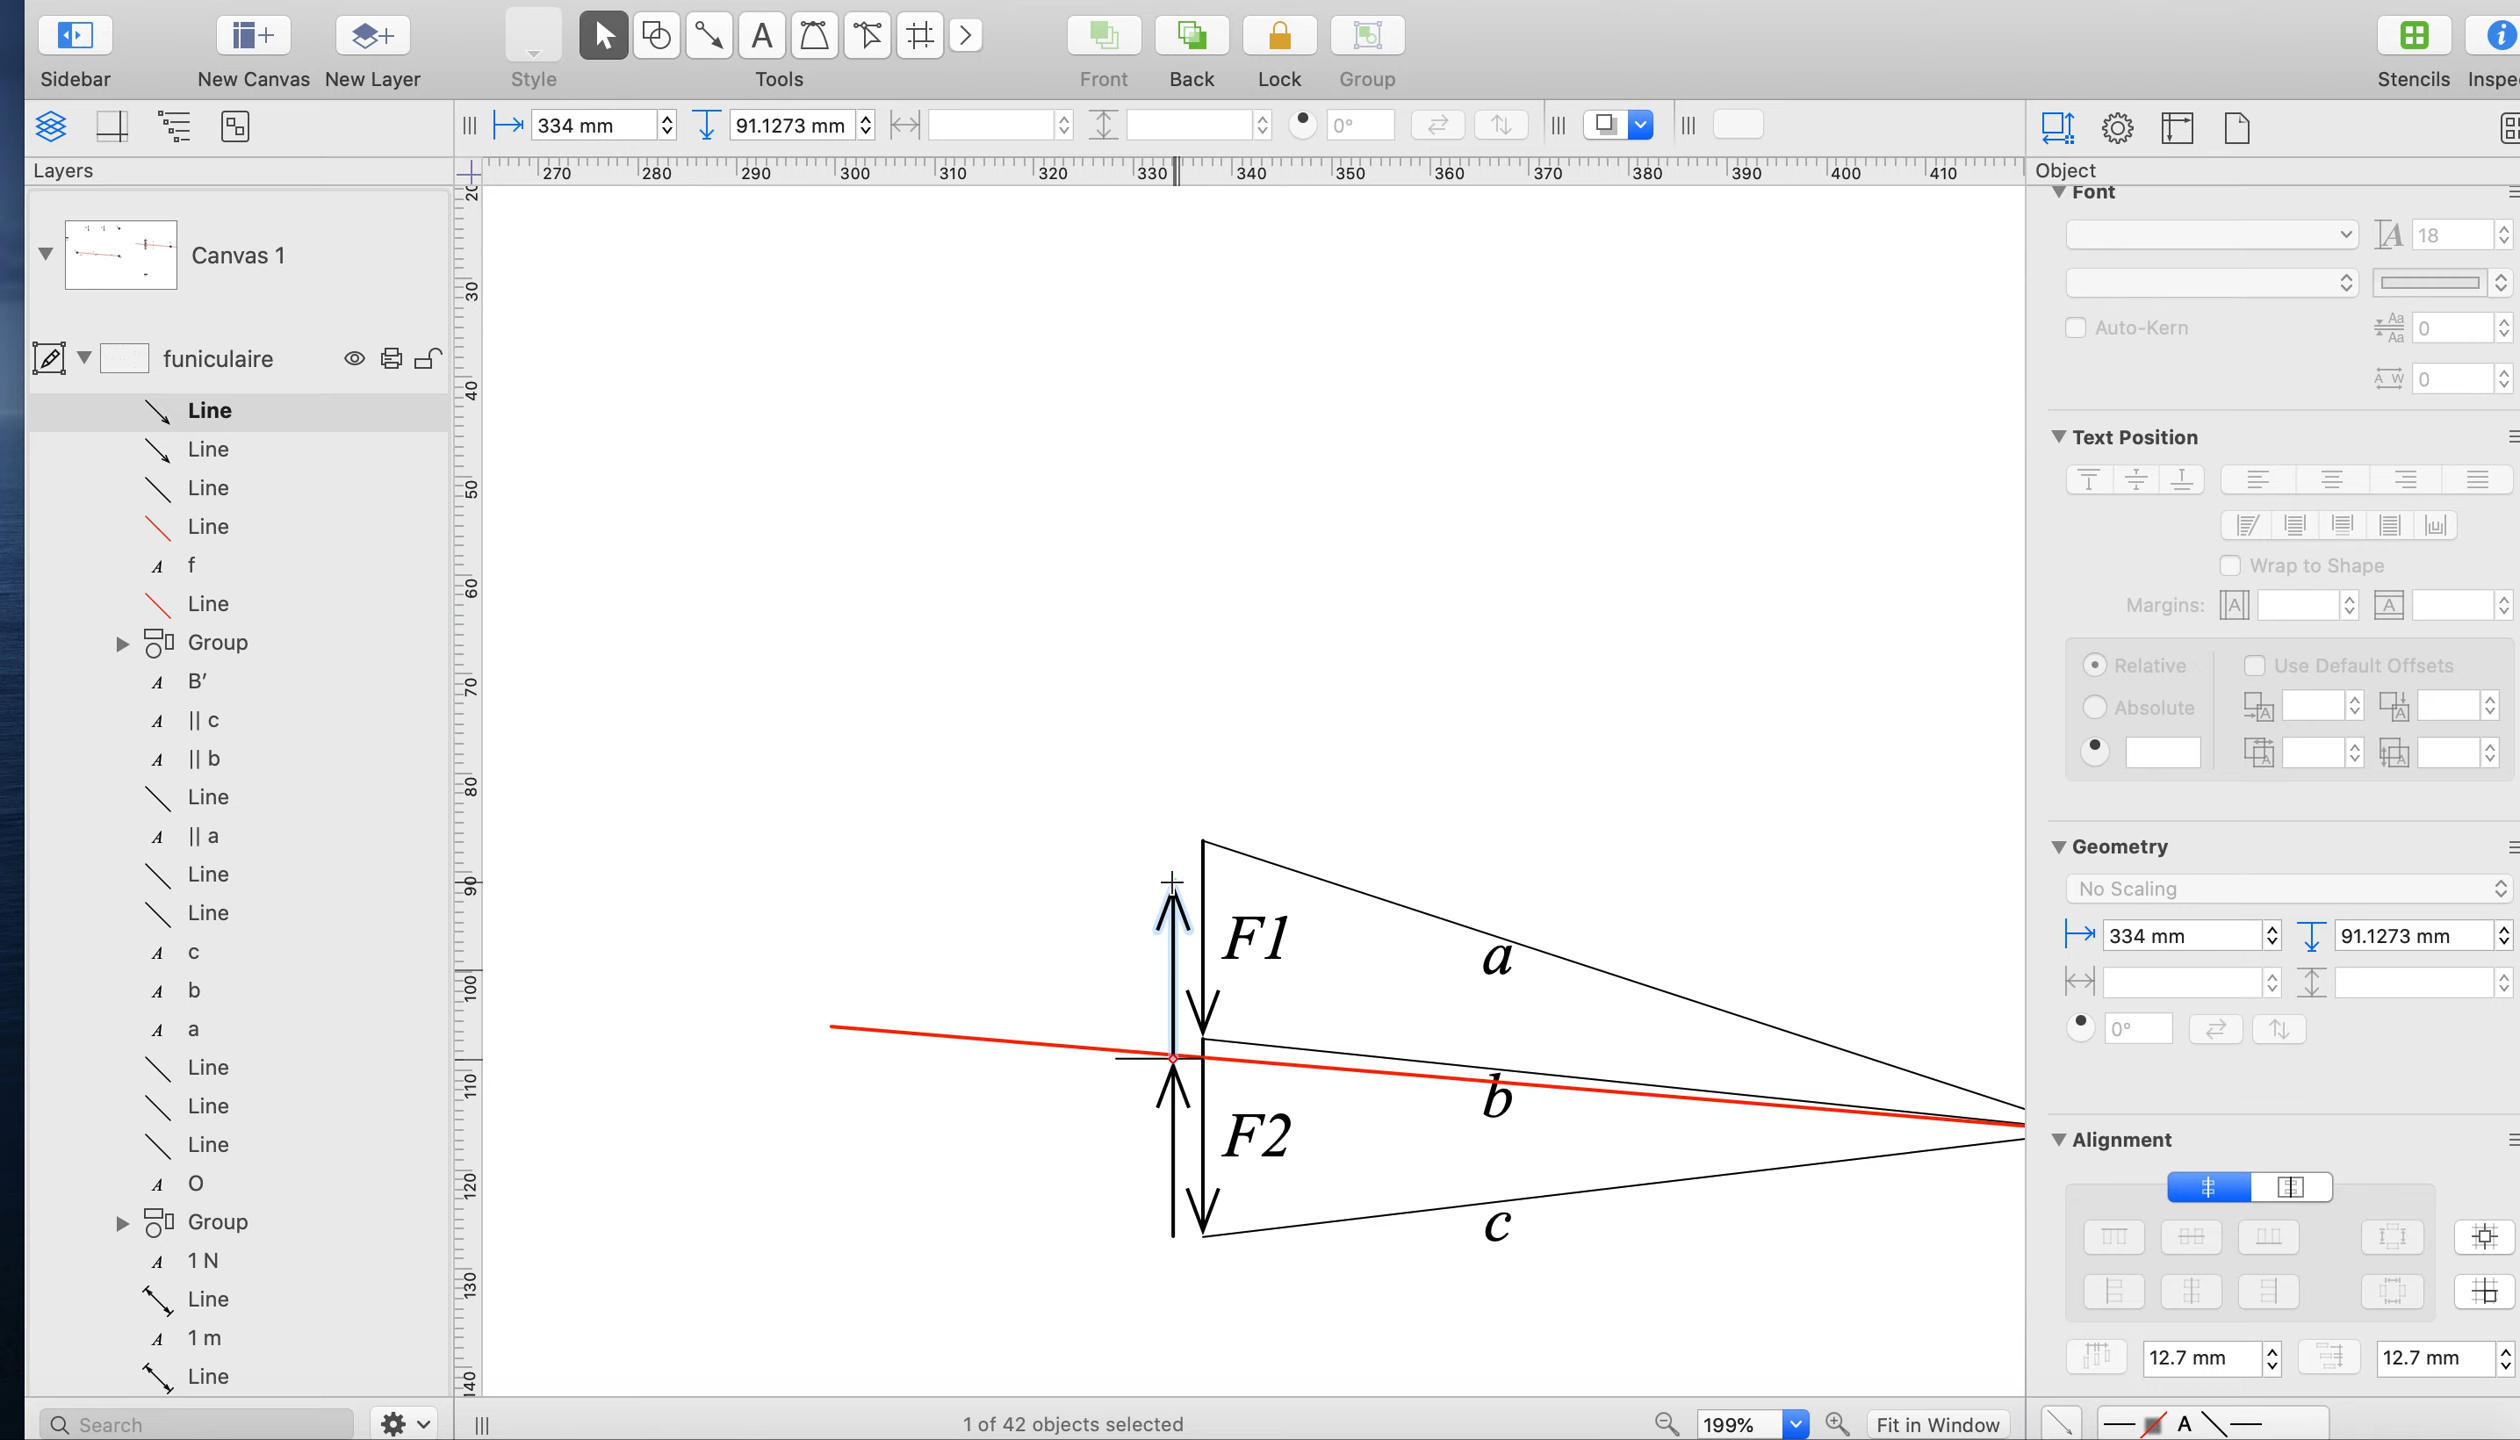 Sidebar New Canvas New Layer Style Tools Front Back Lock Group Stencils Inspe
334 mm 91.1273 mm 0°
Layers
270 280 290 300 310 320 330 340 350 360 370 380 390 400 410
Object
Canvas 1
funiculaire
Line
Line
Line
Line
f
Line
Group
B′
|| c
|| b
Line
|| a
Line
Line
c
b
a
Line
Line
Line
O
Group
1 N
Line
1 m
Line
Search
20
30
40
50
60
70
80
90
100
110
120
130
140
F1
a
b
F2
c
1 of 42 objects selected
199% Fit in Window
Font
18
Auto-Kern 0
0
Text Position
Wrap to Shape
Margins:
Relative Use Default Offsets
Absolute
Geometry
No Scaling
334 mm 91.1273 mm
0°
Alignment
12.7 mm 12.7 mm